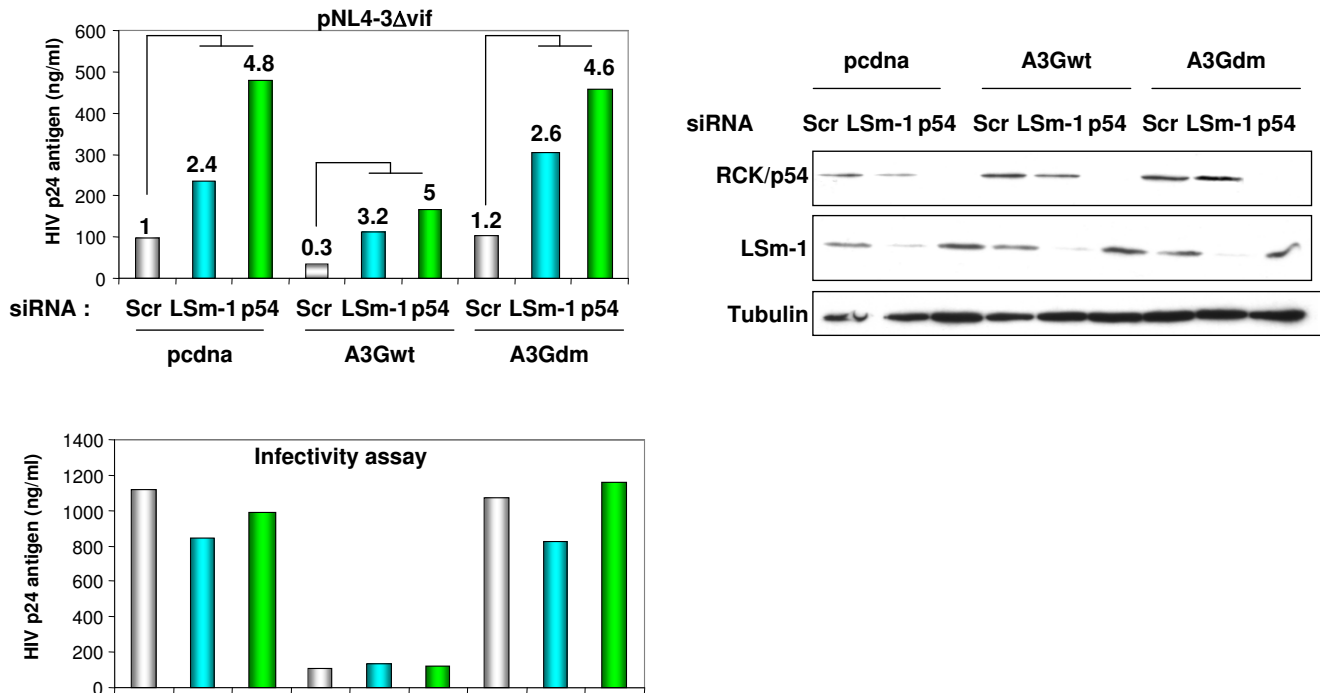 pNL4-3Δvif
HIV p24 antigen (ng/ml)
600
500
400
300
200
100
0
1
2.4
4.8
0.3
3.2
5
1.2
2.6
4.6
siRNA : Scr LSm-1 p54 Scr LSm-1 p54 Scr LSm-1 p54
pcdna A3Gwt A3Gdm
pcdna A3Gwt A3Gdm
siRNA Scr LSm-1 p54 Scr LSm-1 p54 Scr LSm-1 p54
RCK/p54
LSm-1
Tubulin
Infectivity assay
HIV p24 antigen (ng/ml)
1400
1200
1000
800
600
400
200
0